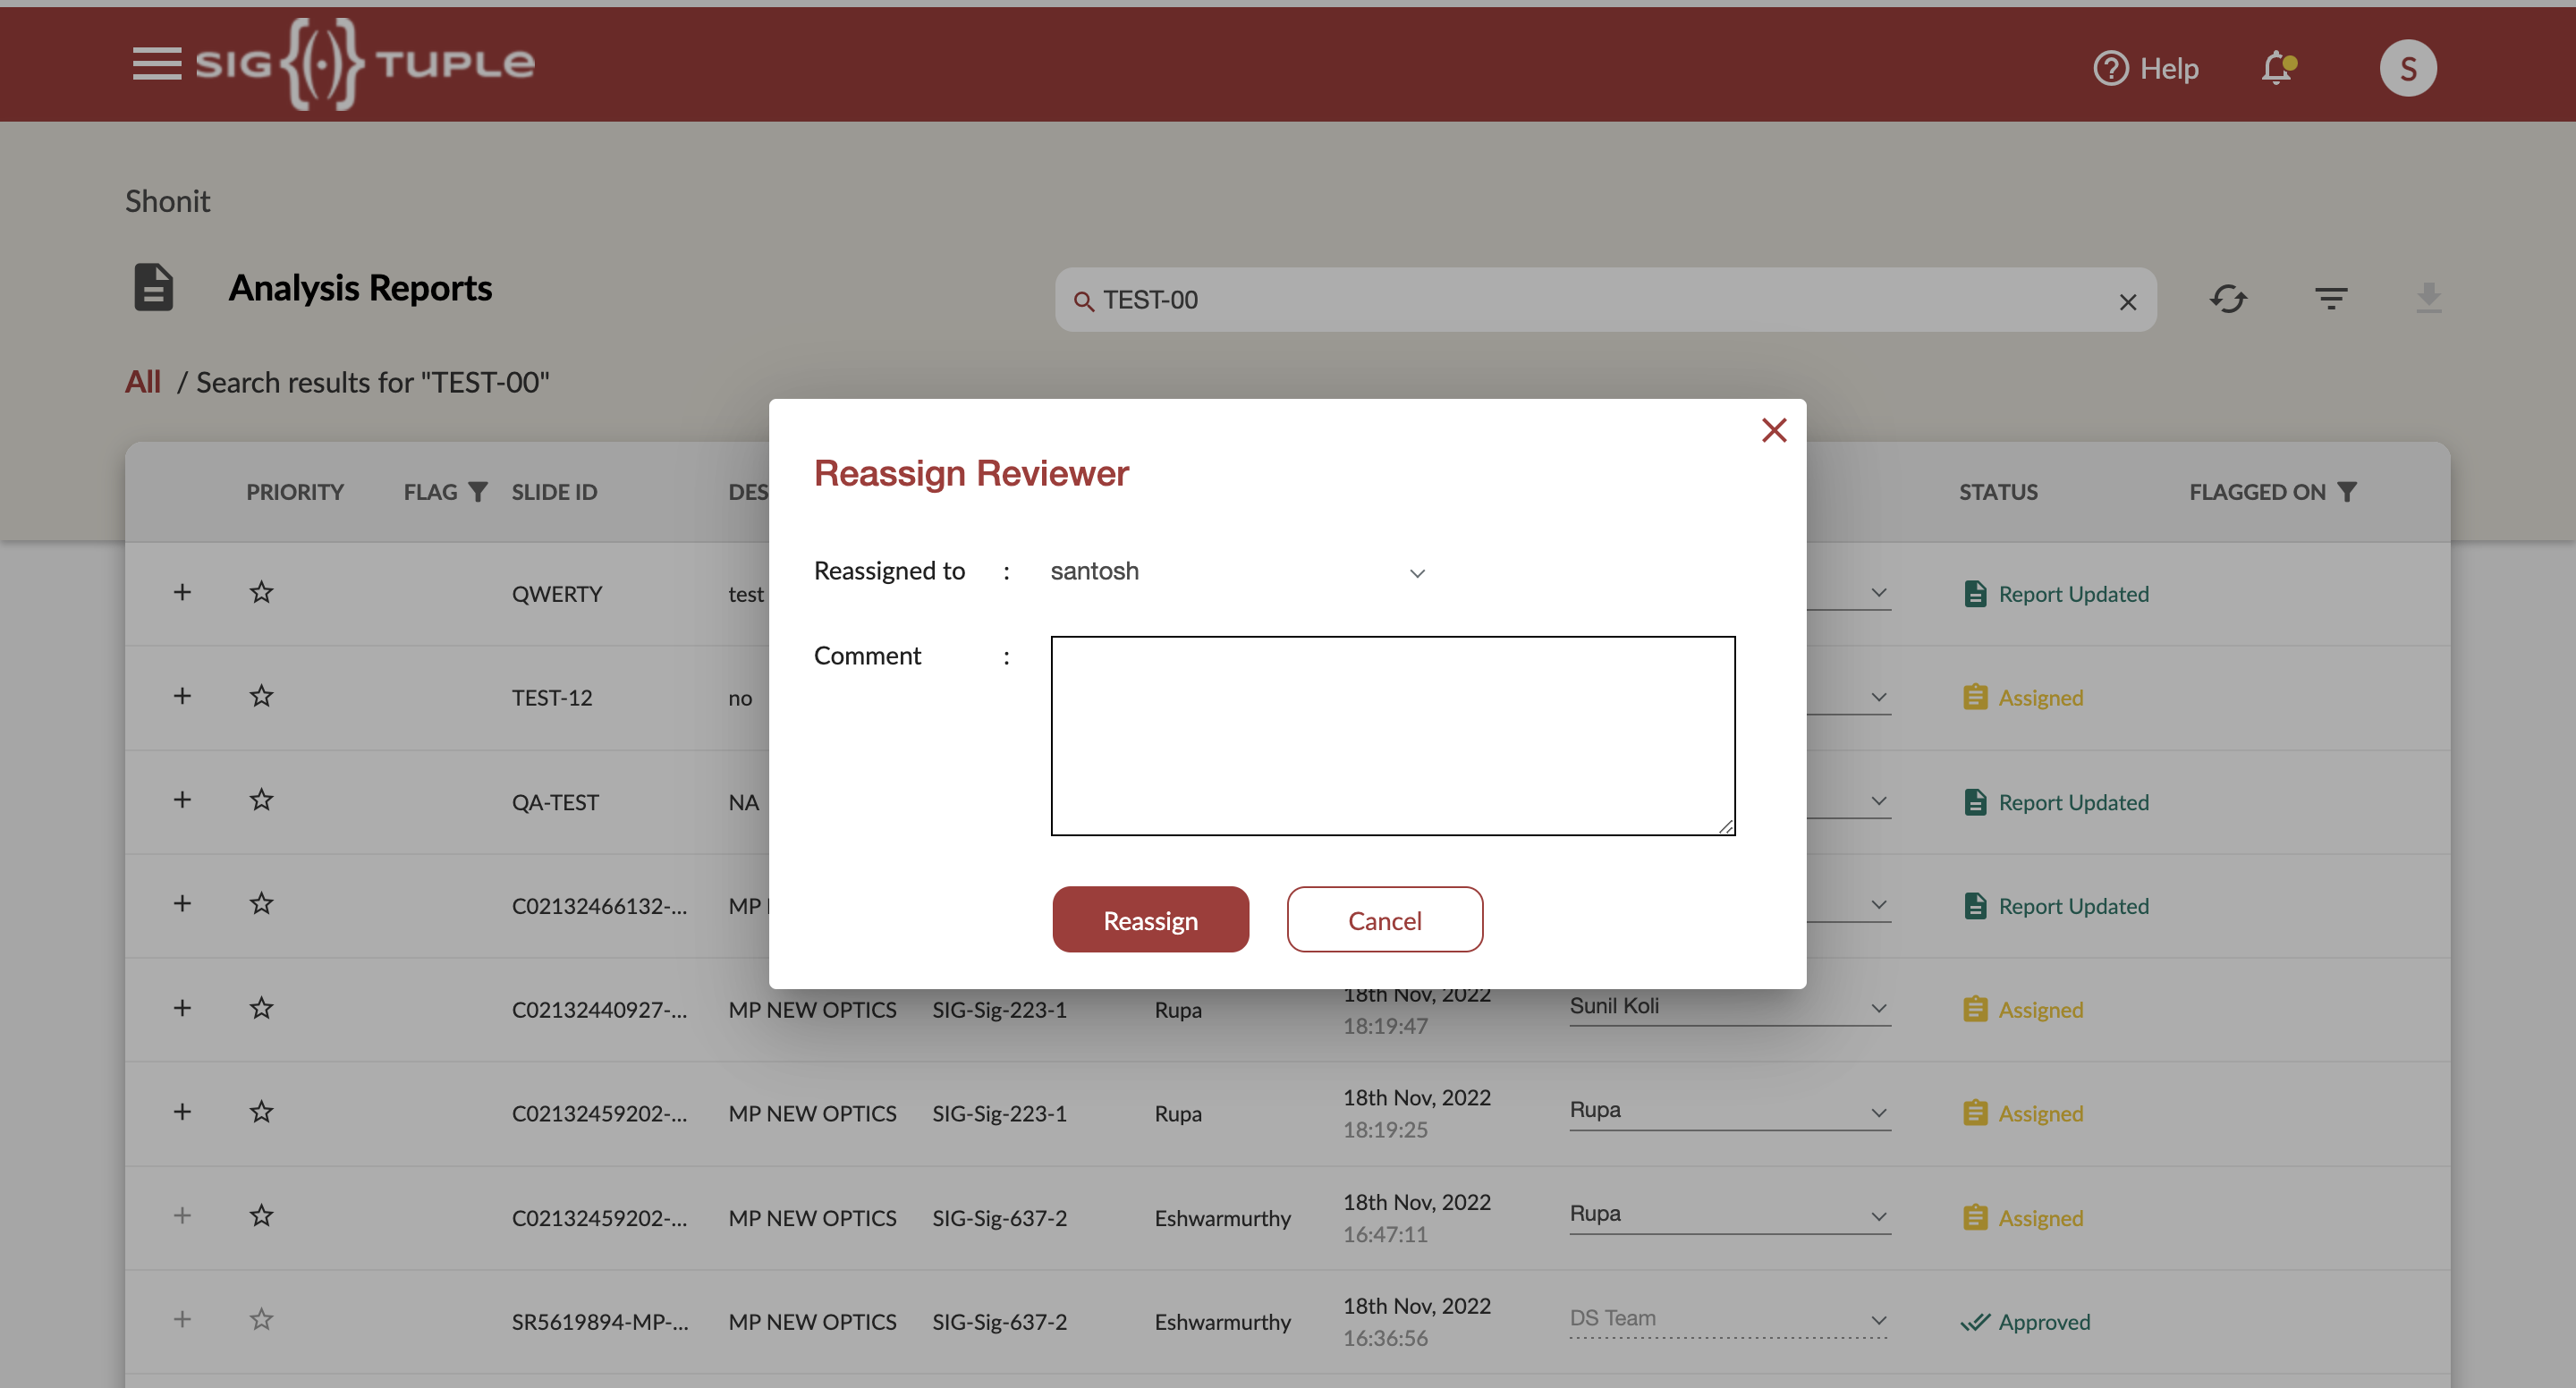 SIG{(·)}TUPLE
Help
S
Shonit
Analysis Reports
TEST-00
All / Search results for "TEST-00"
PRIORITY FLAG SLIDE ID DES STATUS FLAGGED ON
Reassign Reviewer
Reassigned to : santosh
Comment :
Reassign Cancel
QWERTY test Report Updated
TEST-12 no Assigned
QA-TEST NA Report Updated
C02132466132-... MP Report Updated
C02132440927-... MP NEW OPTICS SIG-Sig-223-1 Rupa 18th Nov, 2022 Sunil Koli Assigned
18:19:47
C02132459202-... MP NEW OPTICS SIG-Sig-223-1 Rupa 18th Nov, 2022 Rupa Assigned
18:19:25
C02132459202-... MP NEW OPTICS SIG-Sig-637-2 Eshwarmurthy 18th Nov, 2022 Rupa Assigned
16:47:11
SR5619894-MP-... MP NEW OPTICS SIG-Sig-637-2 Eshwarmurthy 18th Nov, 2022 DS Team Approved
16:36:56